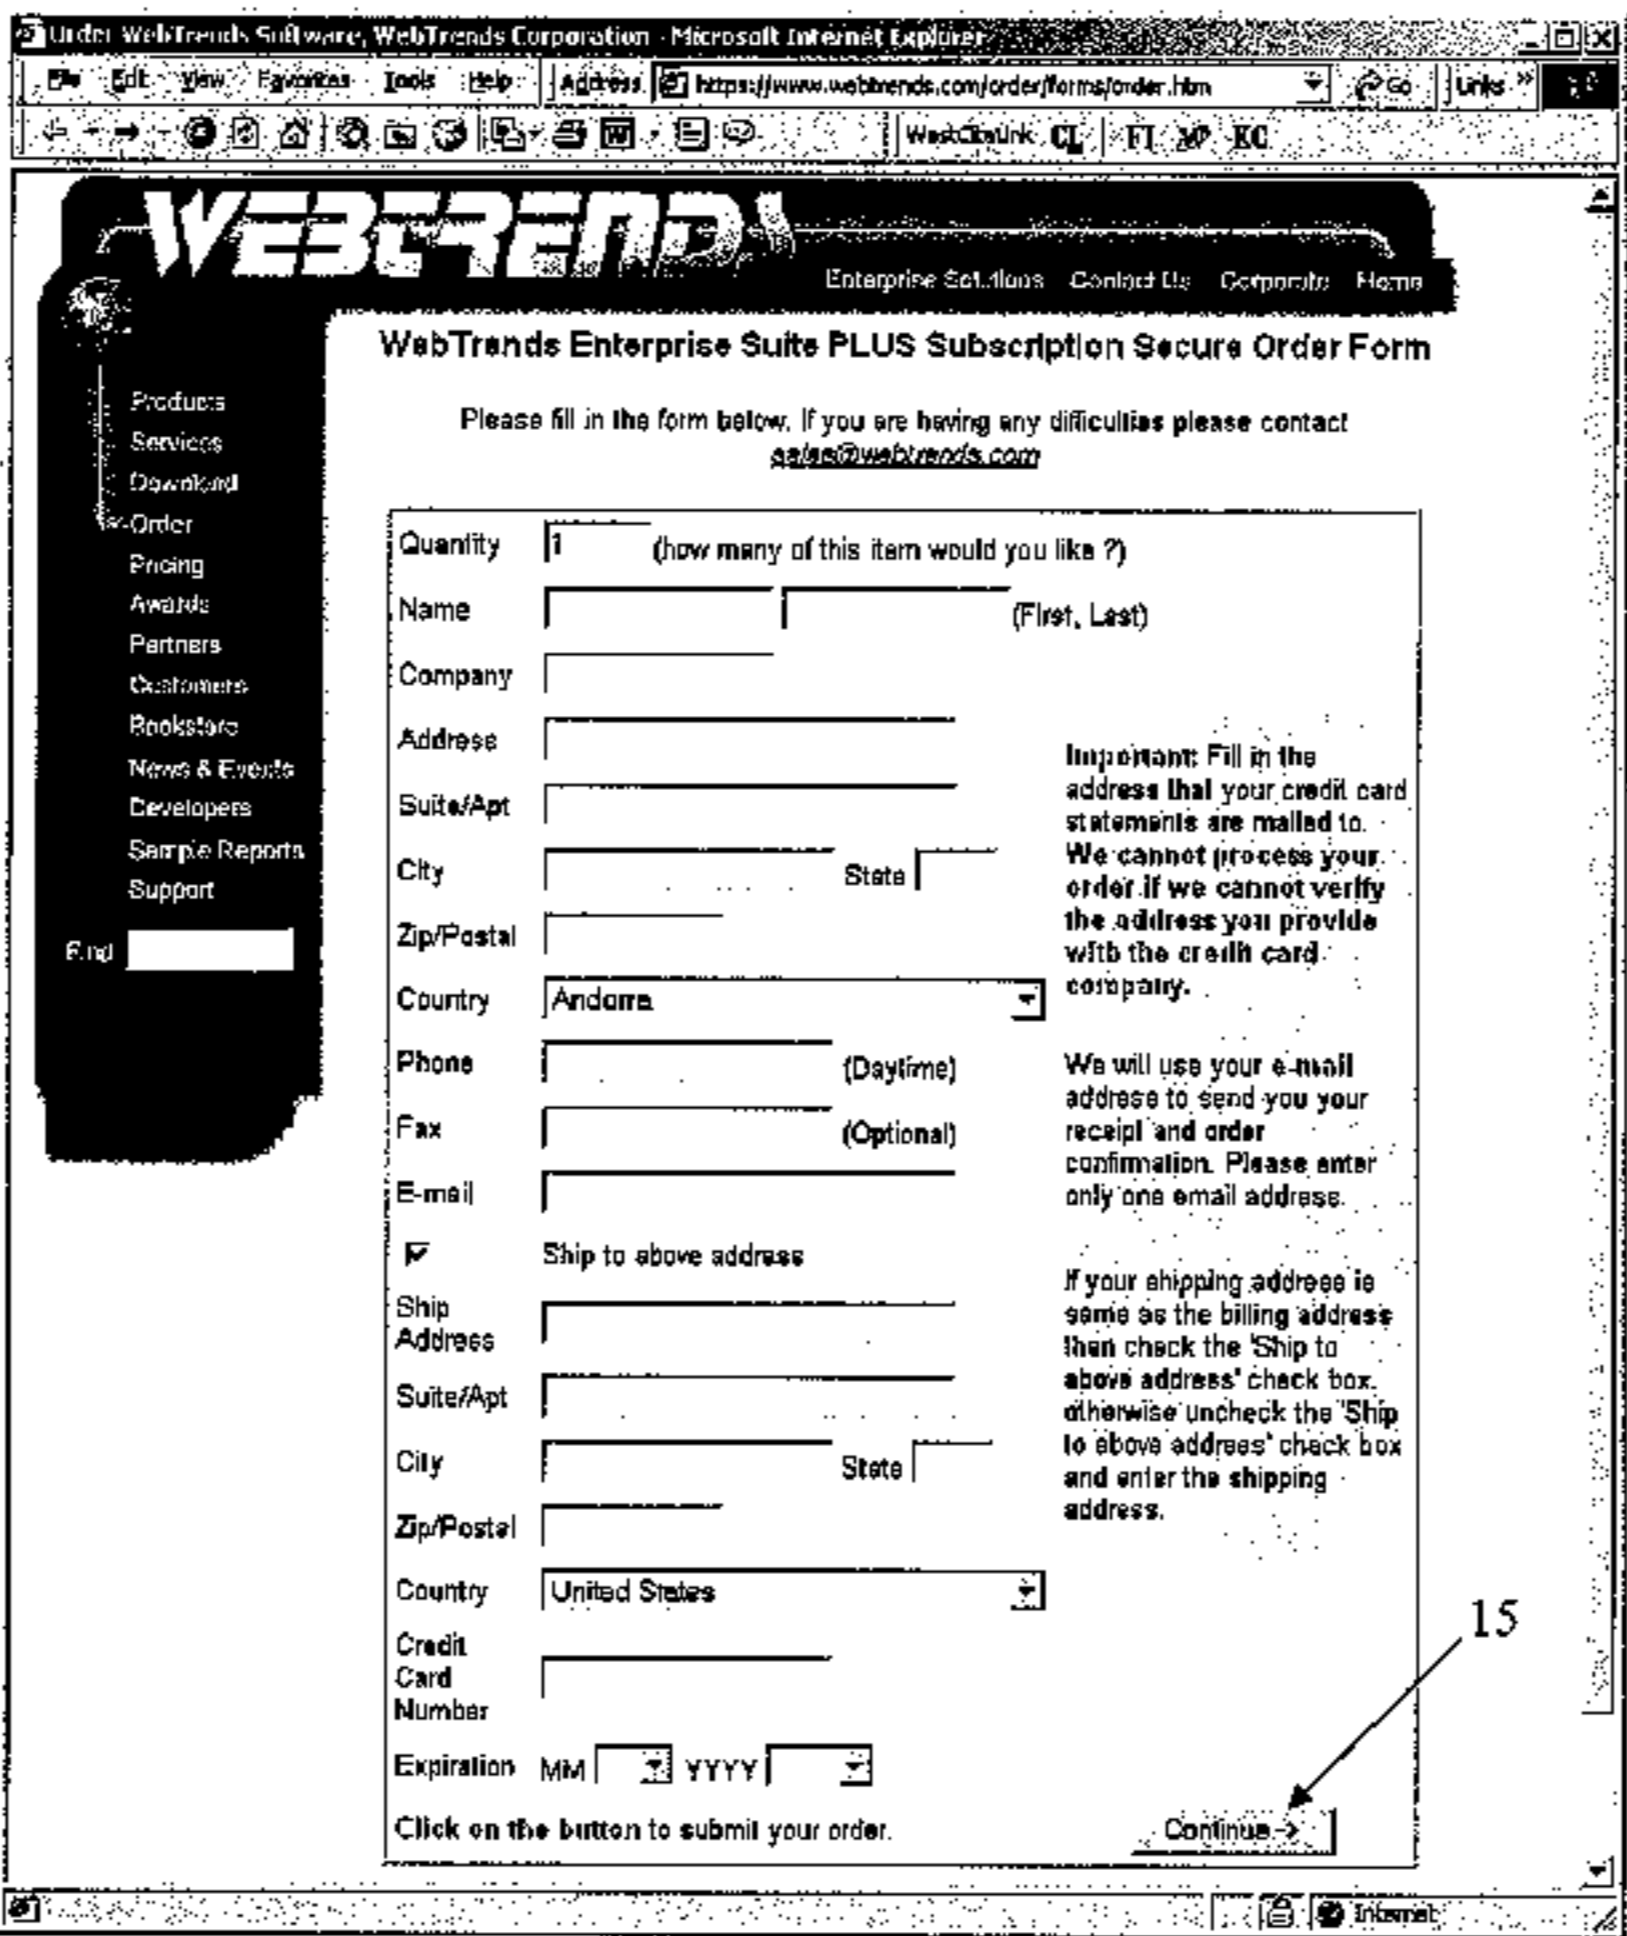 Order WebTrends Software, WebTrends Corporation - Microsoft Internet Explorer
File Edit View Favorites Tools Help Address https://www.webtrends.com/order/forms/order.htm Go Links »
WestCiteLink CL FI KC
WEBTRENDS
Enterprise Solutions Contact Us Corporate Home
WebTrends Enterprise Suite PLUS Subscription Secure Order Form
Please fill in the form below. If you are having any difficulties please contact
sales@webtrends.com
Products
Services
Download
Order
Pricing
Awards
Partners
Customers
Bookstore
News & Events
Developers
Sample Reports
Support
Find
Quantity 1 (how many of this item would you like ?)
Name (First, Last)
Company
Address
Suite/Apt
City State
Zip/Postal
Country Andorra
Phone (Daytime)
Fax (Optional)
E-mail
Ship to above address
Ship
Address
Suite/Apt
City State
Zip/Postal
Country United States
Credit
Card
Number
Expiration MM YYYY
Click on the button to submit your order.
Important: Fill in the
address that your credit card
statements are mailed to.
We cannot process your
order if we cannot verify
the address you provide
with the credit card
company.
We will use your e-mail
address to send you your
receipt and order
confirmation. Please enter
only one email address.
If your shipping address is
same as the billing address
then check the 'Ship to
above address' check box,
otherwise uncheck the 'Ship
to above address' check box
and enter the shipping
address.
15
Continue->
Internet